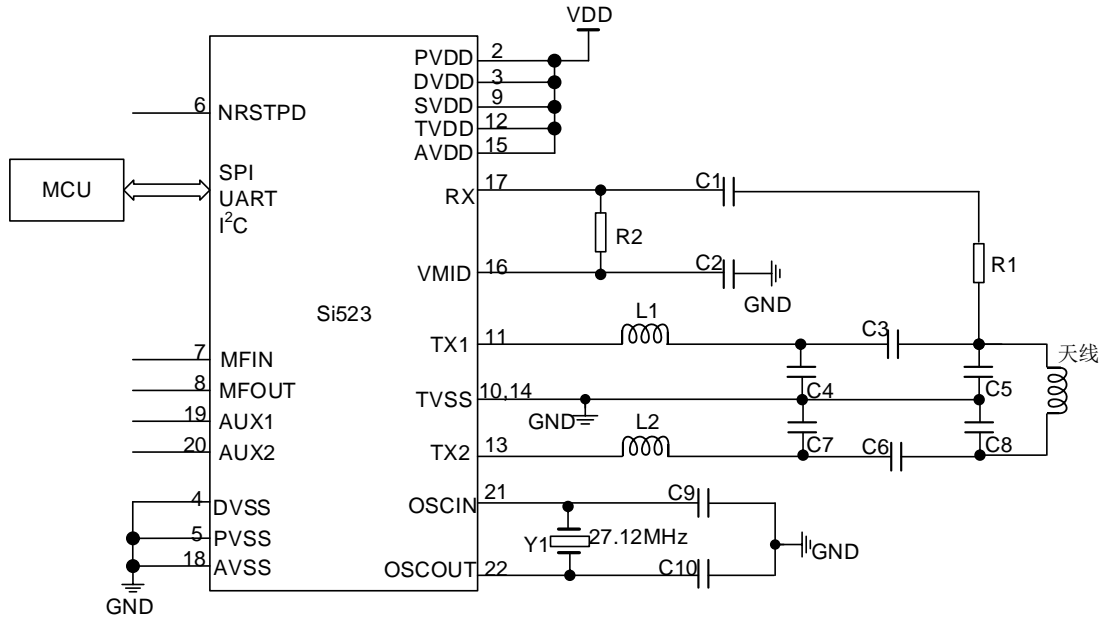 VDD
PVDD 2
DVDD 3
SVDD 9
TVDD 12
AVDD 15
6 NRSTPD
MCU
SPI
UART
I²C
RX 17
C1
R2
R1
VMID 16
C2
GND
Si523
L1
TX1 11
C3
天线
7 MFIN
8 MFOUT
19 AUX1
20 AUX2
TVSS 10,14
GND
C4
C5
L2
TX2 13
C7
C6
C8
4 DVSS
5 PVSS
18 AVSS
GND
OSCIN 21
C9
Y1
27.12MHz
GND
OSCOUT 22
C10